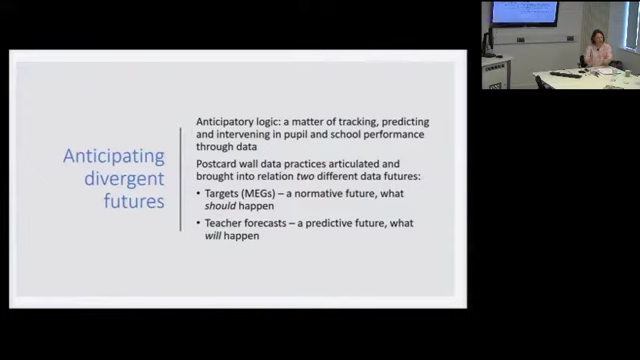 Anticipating
divergent
futures
Anticipatory logic: a matter of tracking, predicting
and intervening in pupil and school performance
through data
Postcard wall data practices articulated and
brought into relation two different data futures:
• Targets (MEGs) – a normative future, what
should happen
• Teacher forecasts – a predictive future, what
will happen